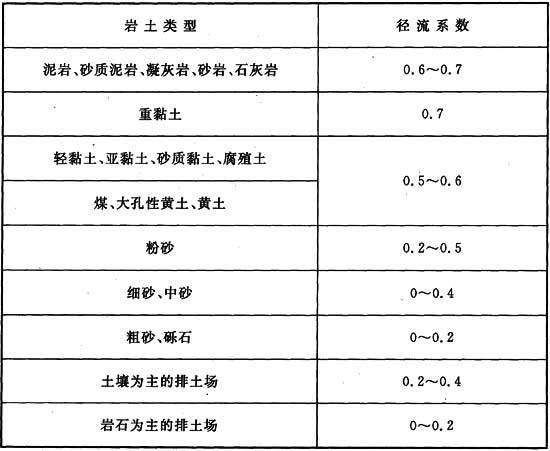 岩土类型 径流系数
泥岩、砂质泥岩、凝灰岩、砂岩、石灰岩 0.6～0.7
重黏土 0.7
轻黏土、亚黏土、砂质黏土、腐殖土 0.5～0.6
煤、大孔性黄土、黄土
粉砂 0.2～0.5
细砂、中砂 0～0.4
粗砂、砾石 0～0.2
土壤为主的排土场 0.2～0.4
岩石为主的排土场 0～0.2